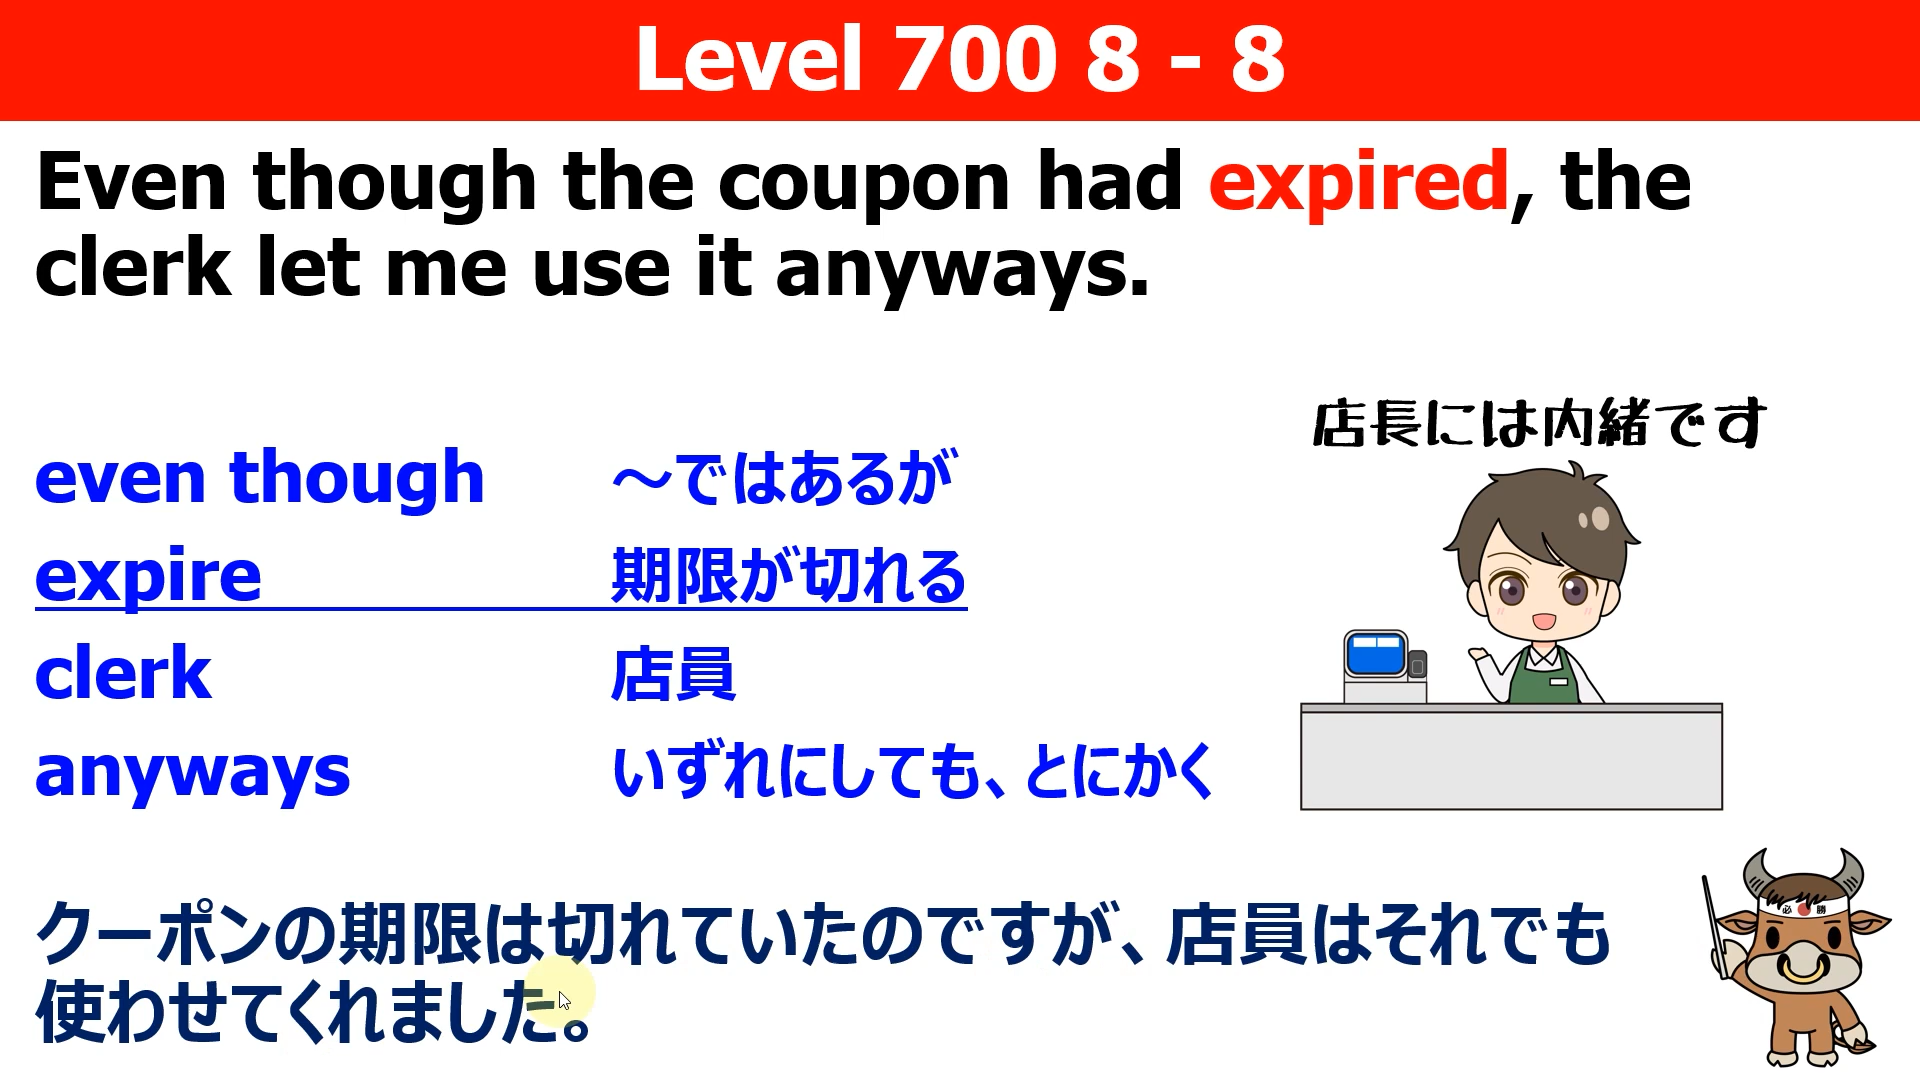 Level 700 8 - 8
Even though the coupon had expired, the
clerk let me use it anyways.
店長には内緒です
even though ～ではあるが
expire 期限が切れる
clerk 店員
anyways いずれにしても、とにかく
クーポンの期限は切れていたのですが、店員はそれでも
使わせてくれました。
必勝